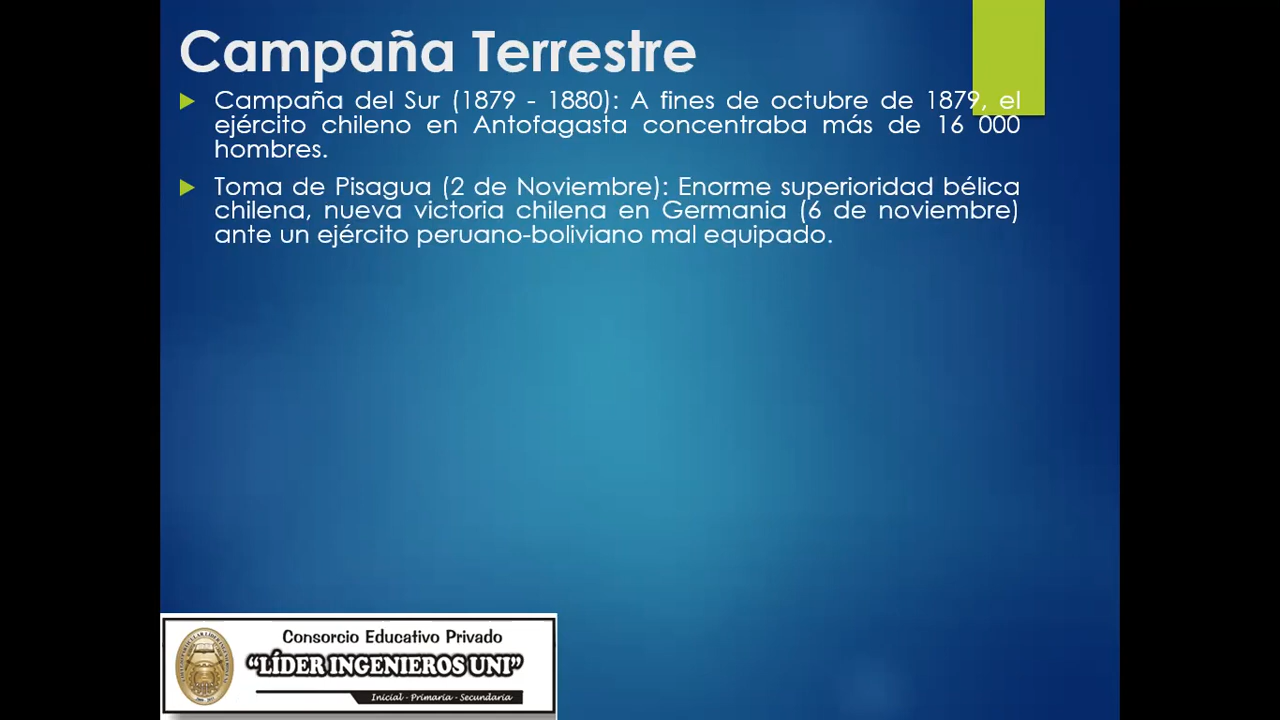 Campaña Terrestre
Campaña del Sur (1879 - 1880): A fines de octubre de 1879, el
ejército chileno en Antofagasta concentraba más de 16 000
hombres.
Toma de Pisagua (2 de Noviembre): Enorme superioridad bélica
chilena, nueva victoria chilena en Germania (6 de noviembre)
ante un ejército peruano-boliviano mal equipado.
Consorcio Educativo Privado
“LÍDER INGENIEROS UNI”
Inicial - Primaria - Secundaria